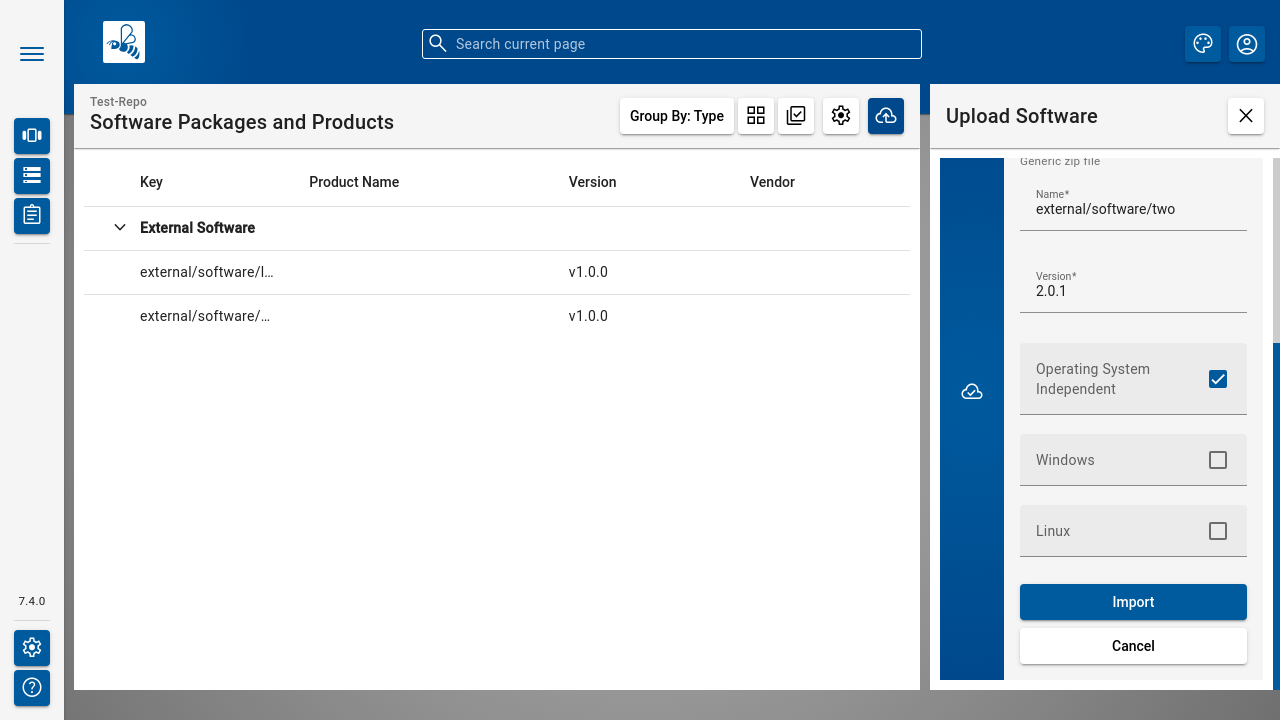 Search current page
Test-Repo
Software Packages and Products
Group By: Type
Upload Software
Key Product Name Version Vendor
External Software
external/software/l… v1.0.0
external/software/… v1.0.0
Generic zip file
Name*
external/software/two
Version*
2.0.1
Operating System
Independent
Windows
Linux
Import
Cancel
7.4.0